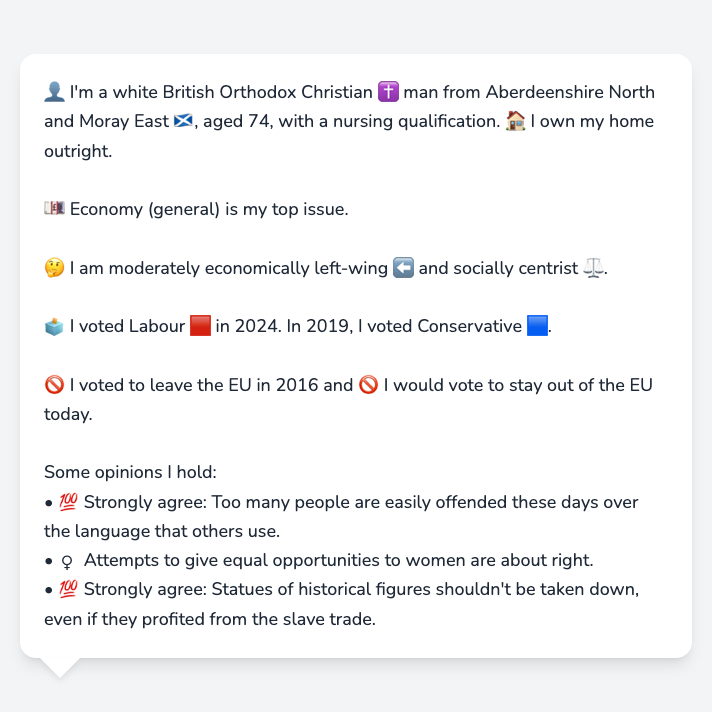 👤 I'm a white British Orthodox Christian ✝️ man from Aberdeenshire North
and Moray East 🏴󠁧󠁢󠁳󠁣󠁴󠁿, aged 74, with a nursing qualification. 🏠 I own my home
outright.
💷 Economy (general) is my top issue.
🤔 I am moderately economically left-wing ⬅️ and socially centrist ⚖️.
🗳️ I voted Labour 🟥 in 2024. In 2019, I voted Conservative 🟦.
🚫 I voted to leave the EU in 2016 and 🚫 I would vote to stay out of the EU
today.
Some opinions I hold:
• 💯 Strongly agree: Too many people are easily offended these days over
the language that others use.
• ♀ Attempts to give equal opportunities to women are about right.
• 💯 Strongly agree: Statues of historical figures shouldn't be taken down,
even if they profited from the slave trade.